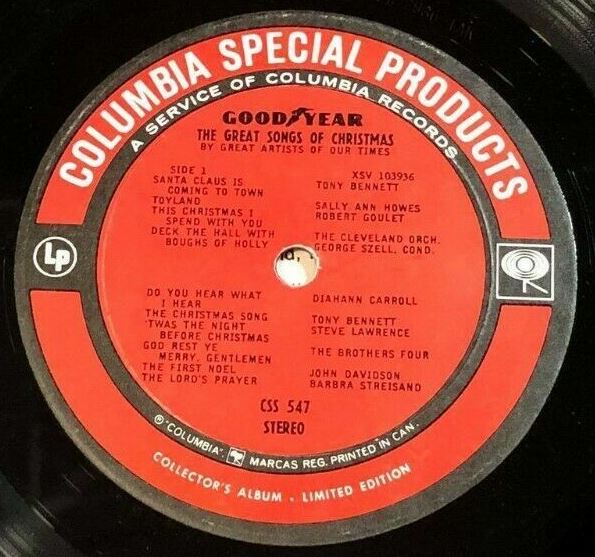 COLUMBIA SPECIAL PRODUCTS
A SERVICE OF COLUMBIA RECORDS
GOOD YEAR
THE GREAT SONGS OF CHRISTMAS
BY GREAT ARTISTS OF OUR TIMES
SIDE 1 XSV 103936
SANTA CLAUS IS
COMING TO TOWN TONY BENNETT
TOYLAND SALLY ANN HOWES
THIS CHRISTMAS I ROBERT GOULET
SPEND WITH YOU
DECK THE HALL WITH THE CLEVELAND ORCH.
BOUGHS OF HOLLY GEORGE SZELL, COND.
LP
DO YOU HEAR WHAT DIAHANN CARROLL
I HEAR
THE CHRISTMAS SONG TONY BENNETT
'TWAS THE NIGHT STEVE LAWRENCE
BEFORE CHRISTMAS
GOD REST YE THE BROTHERS FOUR
MERRY, GENTLEMEN
THE FIRST NOEL JOHN DAVIDSON
THE LORD'S PRAYER BARBRA STREISAND
CSS 547
STEREO
® "COLUMBIA", MARCAS REG. PRINTED IN CAN.
COLLECTOR'S ALBUM - LIMITED EDITION